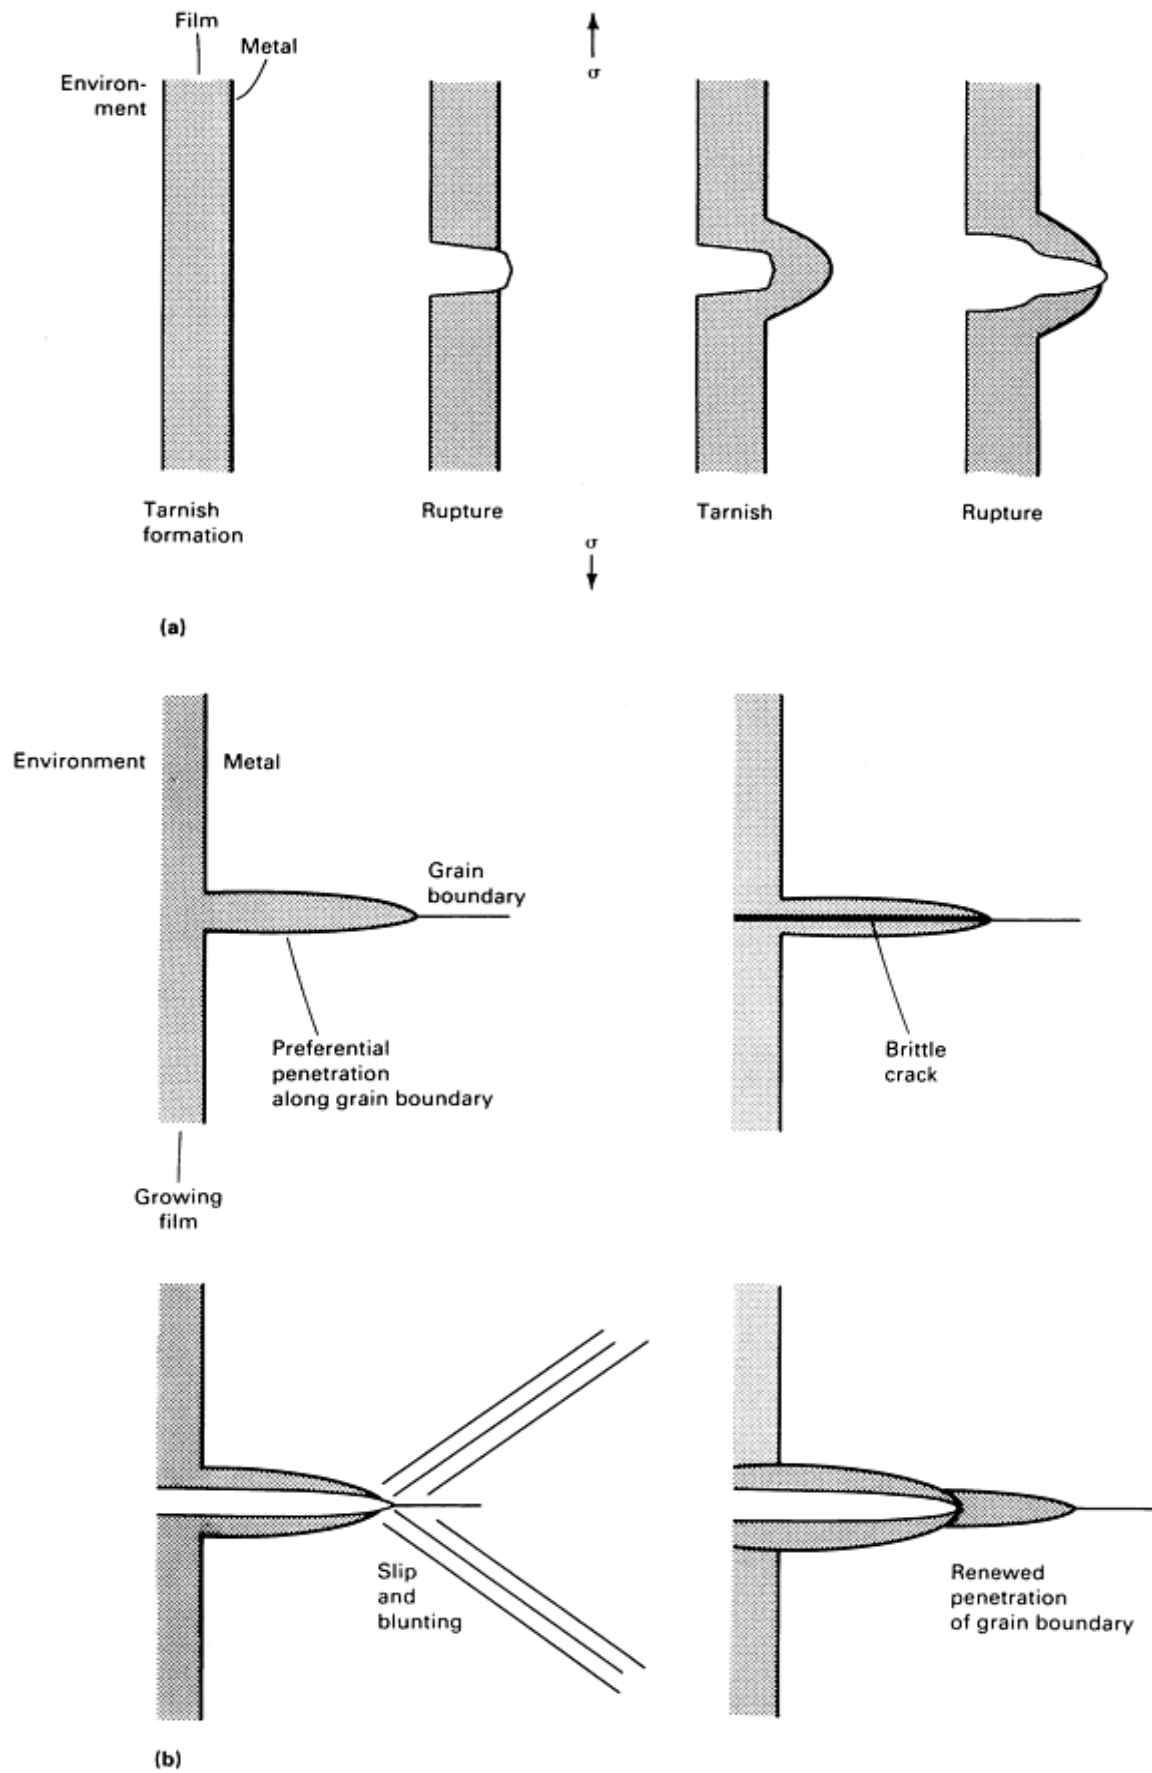 Film
Metal
Environ-
ment
σ
Tarnish
formation
Rupture
Tarnish
Rupture
σ
(a)
Environment
Metal
Grain
boundary
Preferential
penetration
along grain boundary
Brittle
crack
Growing
film
Slip
and
blunting
Renewed
penetration
of grain boundary
(b)